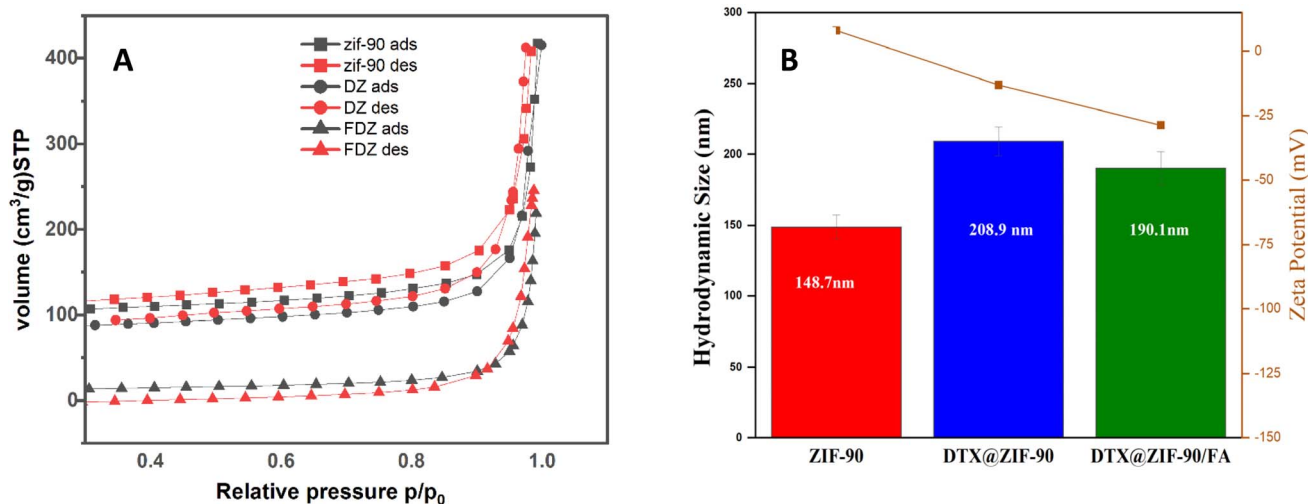 A
zif-90 ads
zif-90 des
DZ ads
DZ des
FDZ ads
FDZ des
volume (cm³/g)STP
400
300
200
100
0
0.4 0.6 0.8 1.0
Relative pressure p/p₀
B
Hydrodynamic Size (nm)
300
250
200
150
100
50
0
148.7nm
208.9 nm
190.1nm
ZIF-90 DTX@ZIF-90 DTX@ZIF-90/FA
0
-25
-50
-75
-100
-125
-150
Zeta Potential (mV)